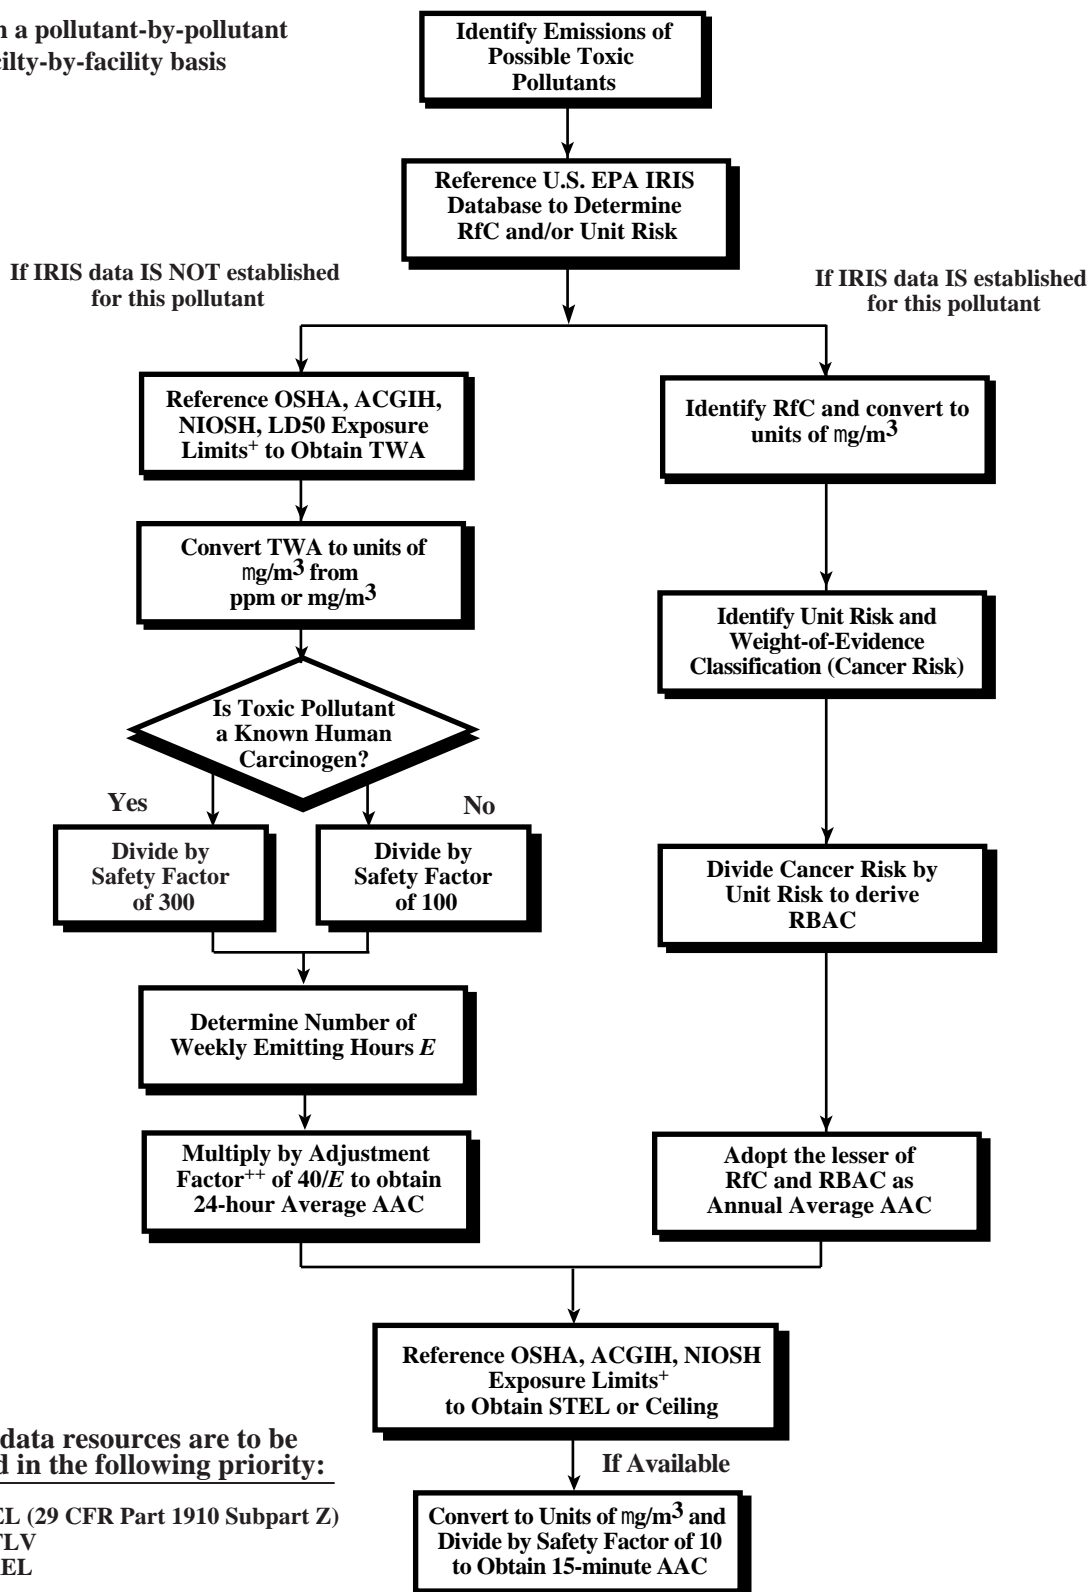 a pollutant-by-pollutant
Identify Emissions of
Possible Toxic
Pollutants
cilty-by-facility basis
Reference U.S. EPA IRIS
Database to Determine
RfC and/or Unit Risk
If IRIS data IS NOT established
for this pollutant
If IRIS data IS established
for this pollutant
Reference OSHA, ACGIH,
NIOSH, LD50 Exposure
Limits⁺ to Obtain TWA
Identify RfC and convert to
units of mg/m³
Convert TWA to units of
mg/m³ from
ppm or mg/m³
Identify Unit Risk and
Weight-of-Evidence
Classification (Cancer Risk)
Is Toxic Pollutant
a Known Human
Carcinogen?
Yes
No
Divide by
Safety Factor
of 300
Divide by
Safety Factor
of 100
Divide Cancer Risk by
Unit Risk to derive
RBAC
Determine Number of
Weekly Emitting Hours E
Multiply by Adjustment
Factor⁺⁺ of 40/E to obtain
24-hour Average AAC
Adopt the lesser of
RfC and RBAC as
Annual Average AAC
Reference OSHA, ACGIH, NIOSH
Exposure Limits⁺
to Obtain STEL or Ceiling
data resources are to be
d in the following priority:
If Available
EL (29 CFR Part 1910 Subpart Z)
TLV
EL
Convert to Units of mg/m³ and
Divide by Safety Factor of 10
to Obtain 15-minute AAC